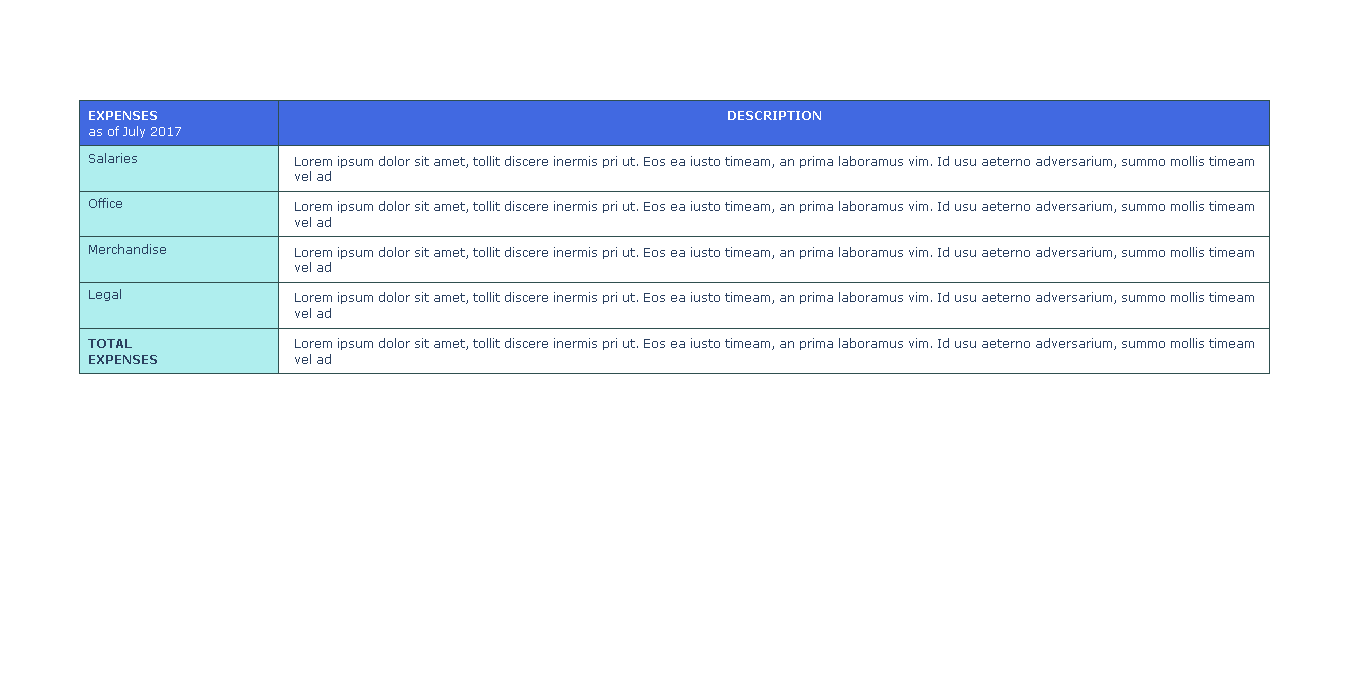 EXPENSES
as of July 2017
DESCRIPTION
Salaries
Lorem ipsum dolor sit amet, tollit discere inermis pri ut. Eos ea iusto timeam, an prima laboramus vim. Id usu aeterno adversarium, summo mollis timeam
vel ad
Office
Lorem ipsum dolor sit amet, tollit discere inermis pri ut. Eos ea iusto timeam, an prima laboramus vim. Id usu aeterno adversarium, summo mollis timeam
vel ad
Merchandise
Lorem ipsum dolor sit amet, tollit discere inermis pri ut. Eos ea iusto timeam, an prima laboramus vim. Id usu aeterno adversarium, summo mollis timeam
vel ad
Legal
Lorem ipsum dolor sit amet, tollit discere inermis pri ut. Eos ea iusto timeam, an prima laboramus vim. Id usu aeterno adversarium, summo mollis timeam
vel ad
TOTAL
EXPENSES
Lorem ipsum dolor sit amet, tollit discere inermis pri ut. Eos ea iusto timeam, an prima laboramus vim. Id usu aeterno adversarium, summo mollis timeam
vel ad